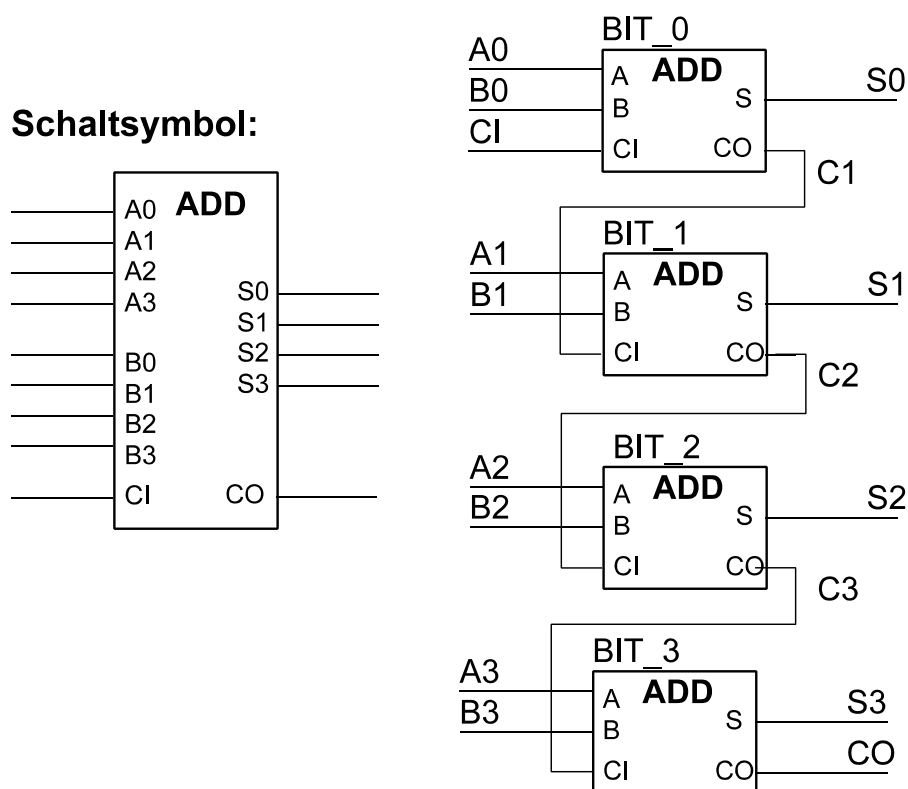 Schaltsymbol:
ADD
A0
A1
A2
A3
B0
B1
B2
B3
CI
S0
S1
S2
S3
CO
BIT_0
A0
B0
CI
ADD
A
B
CI
S
CO
S0
C1
BIT_1
A1
B1
ADD
A
B
CI
S
CO
S1
C2
BIT_2
A2
B2
ADD
A
B
CI
S
CO
S2
C3
BIT_3
A3
B3
ADD
A
B
CI
S
CO
S3
CO